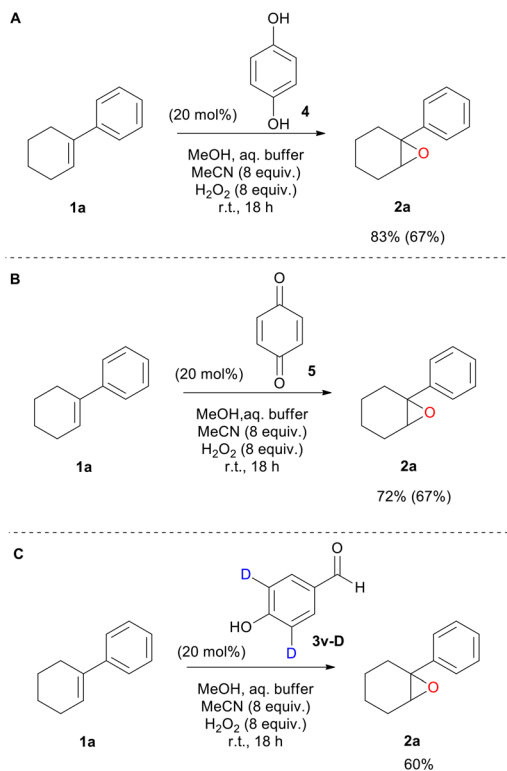 A
OH
(20 mol%)
OH
4
MeOH, aq. buffer
MeCN (8 equiv.)
H₂O₂ (8 equiv.)
r.t., 18 h
O
1a
2a
83% (67%)
B
O
(20 mol%)
O
5
MeOH,aq. buffer
MeCN (8 equiv.)
H₂O₂ (8 equiv.)
r.t., 18 h
O
1a
2a
72% (67%)
C
O
D
H
HO
D
3v-D
(20 mol%)
MeOH, aq. buffer
MeCN (8 equiv.)
H₂O₂ (8 equiv.)
r.t., 18 h
O
1a
2a
60%